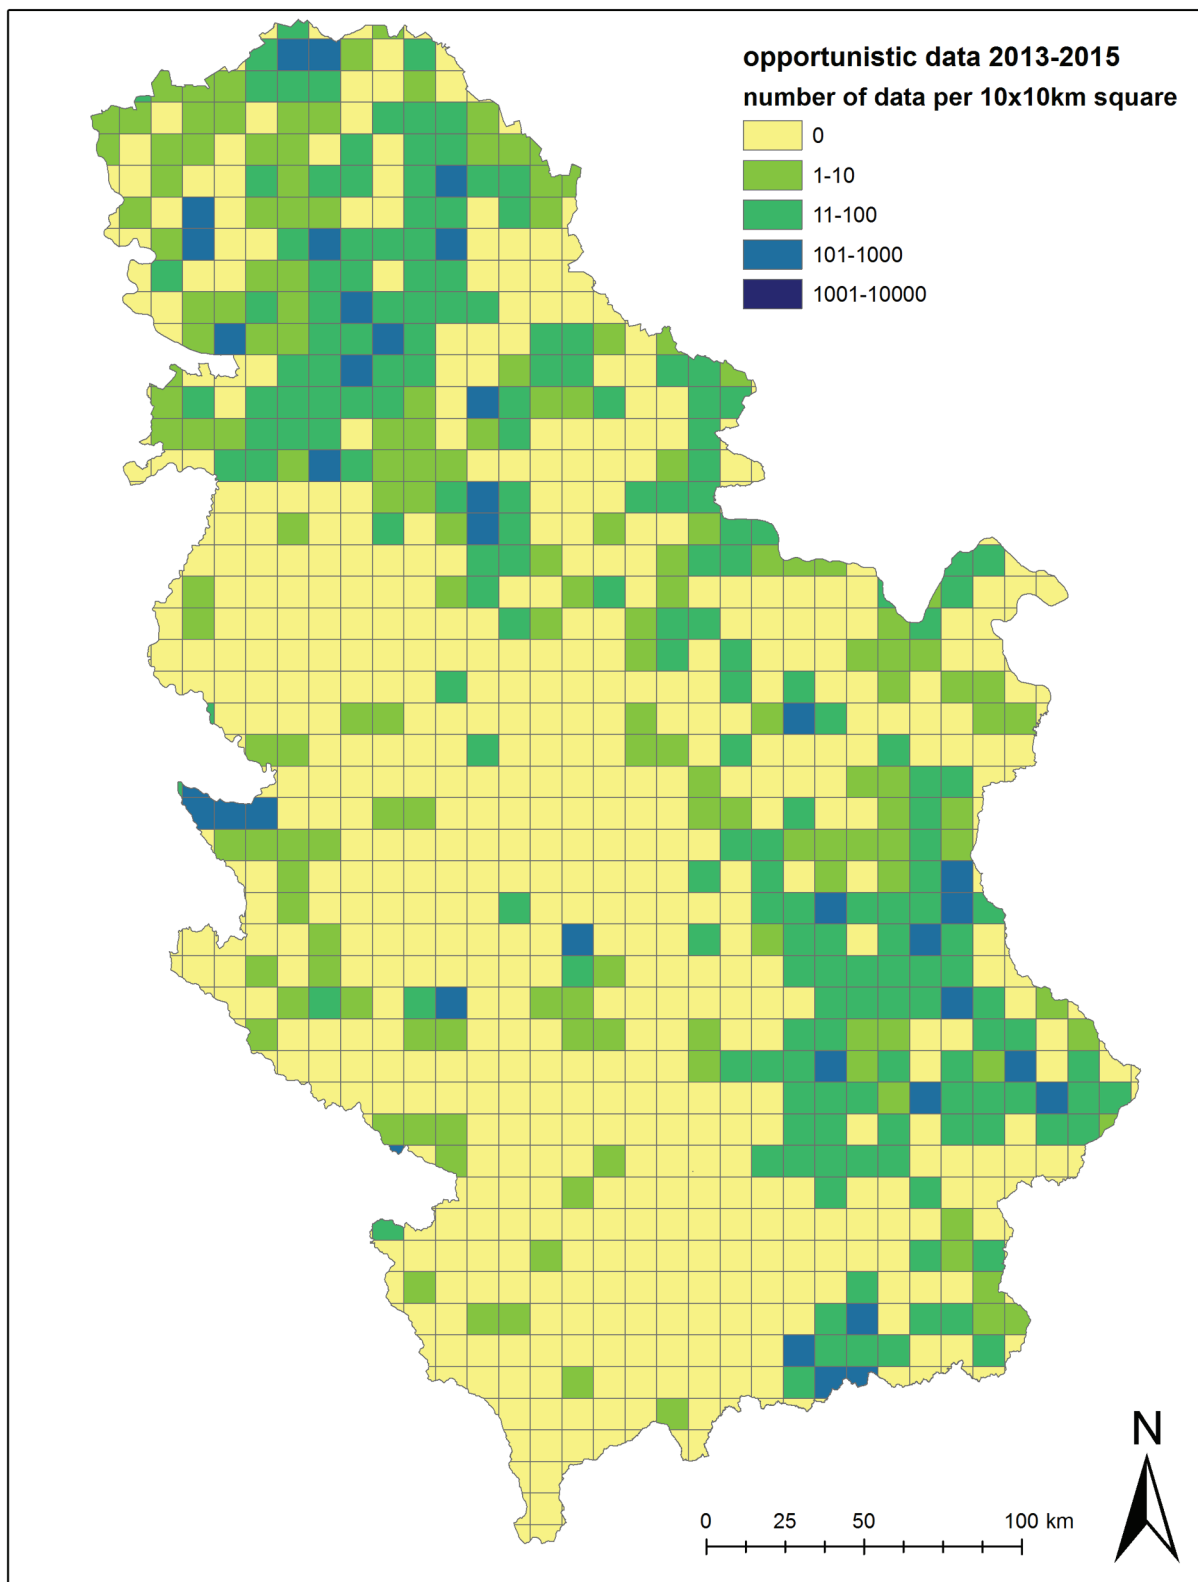 opportunistic data 2013-2015
number of data per 10x10km square
0
1-10
11-100
101-1000
1001-10000
N
0 25 50 100 km